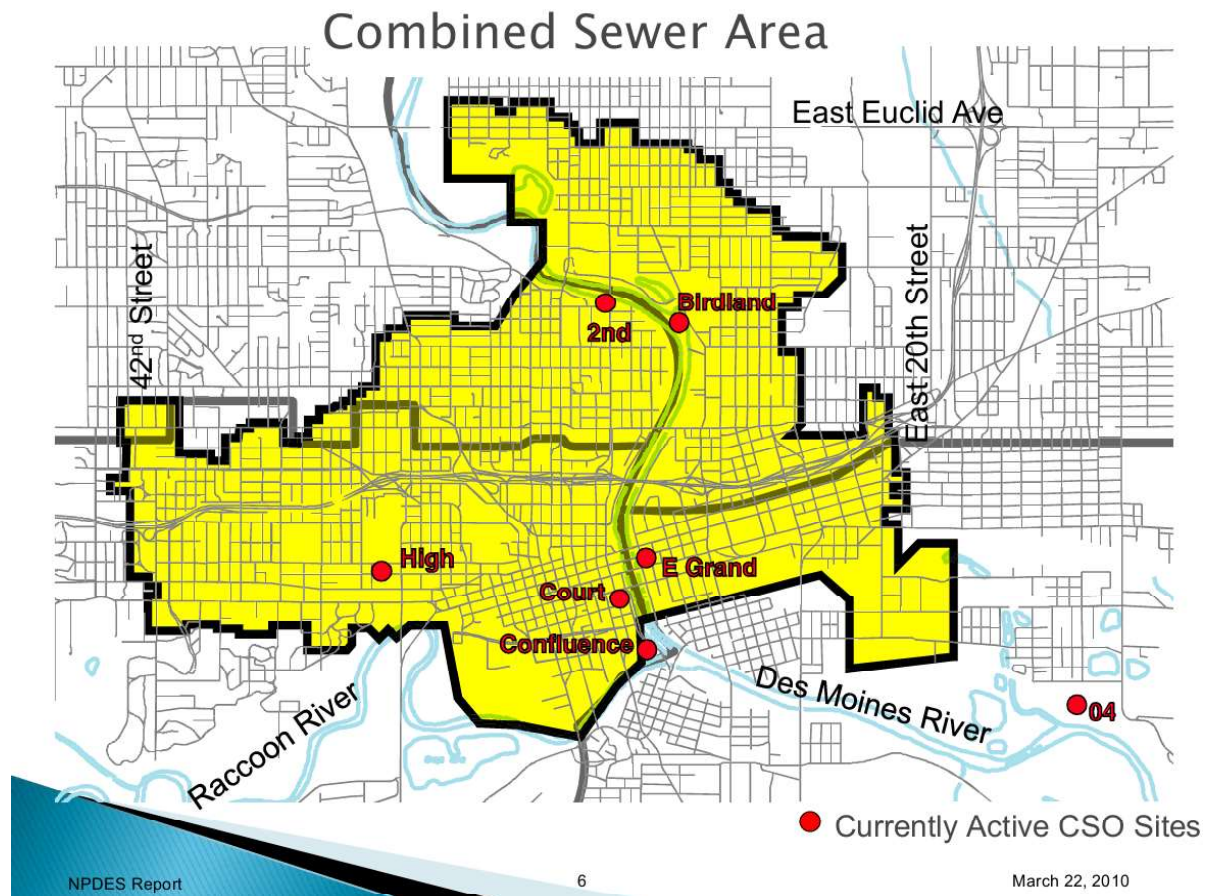 Combined Sewer Area
East Euclid Ave
42nd Street
East 20th Street
Birdland
2nd
High
E Grand
Court
Confluence
Des Moines River
04
Raccoon River
Currently Active CSO Sites
NPDES Report
6
March 22, 2010